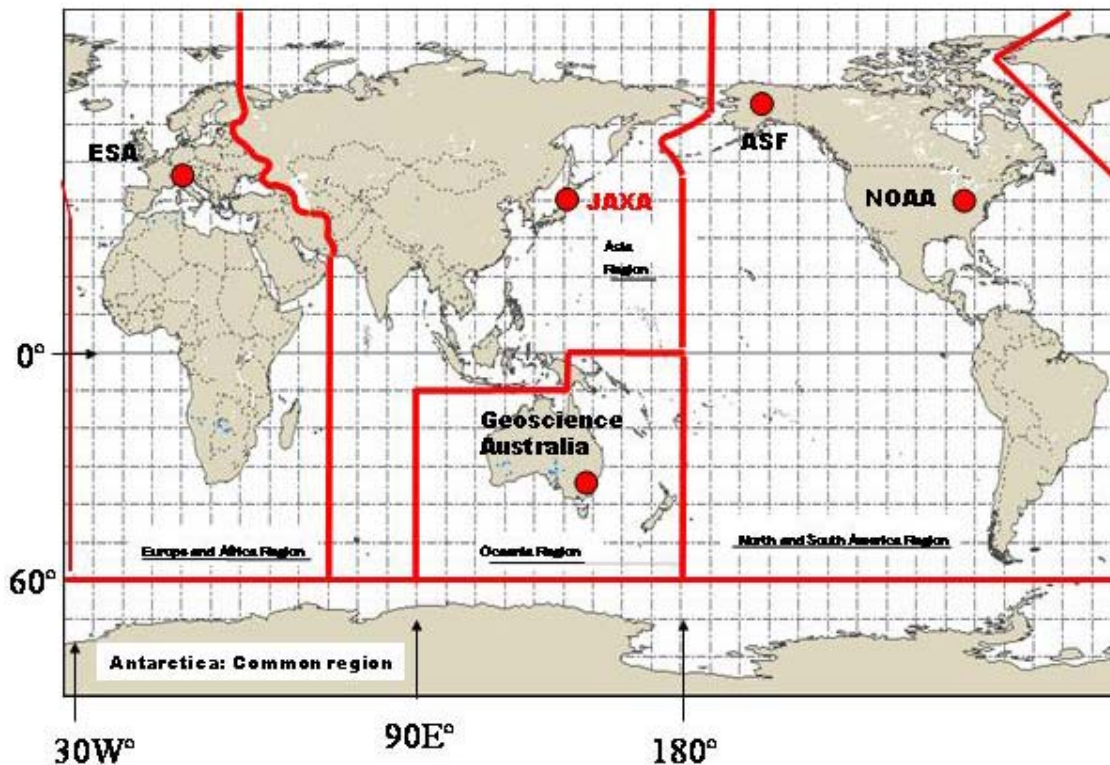 ESA
ASF
JAXA
NOAA
Asia
Region
0°
Geoscience
Australia
Europe and Africa Region
Oceania Region
North and South America Region
60°
Antarctica: Common region
30W°
90E°
180°